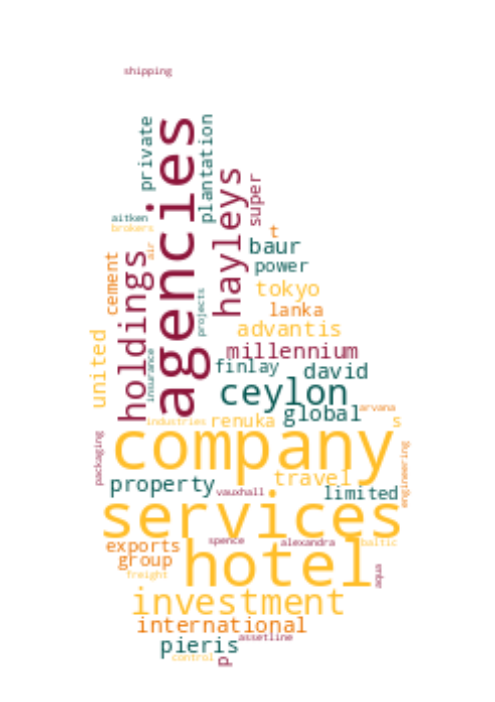 shipping
private
agencies
plantation
hayleys
super
aitken
brokers
air
t
baur
power
cement
holdings
projects
tokyo
lanka
advantis
united
insurance
millennium
finlay
david
ceylon
global
arvana
industries
renuka
s
company
packaging
engineering
property
travel
vauxhall
limited
services
spence
alexandra
baltic
exports
group
hotel
freight
aqua
investment
international
assetline
pieris
control
p